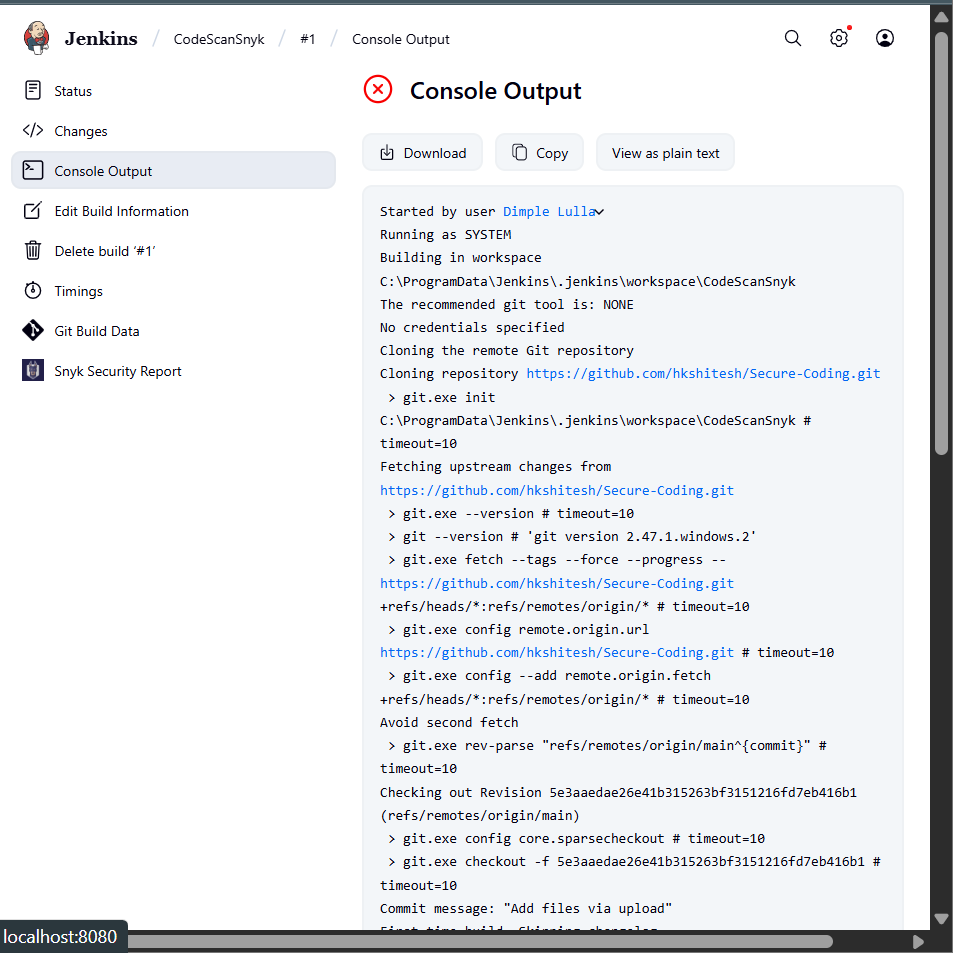 Jenkins / CodeScanSnyk / #1 / Console Output
Status
Changes
Console Output
Edit Build Information
Delete build ‘#1’
Timings
Git Build Data
Snyk Security Report
Console Output
Download Copy View as plain text
Started by user Dimple Lulla
Running as SYSTEM
Building in workspace
C:\ProgramData\Jenkins\.jenkins\workspace\CodeScanSnyk
The recommended git tool is: NONE
No credentials specified
Cloning the remote Git repository
Cloning repository https://github.com/hkshitesh/Secure-Coding.git
> git.exe init
C:\ProgramData\Jenkins\.jenkins\workspace\CodeScanSnyk #
timeout=10
Fetching upstream changes from
https://github.com/hkshitesh/Secure-Coding.git
> git.exe --version # timeout=10
> git --version # 'git version 2.47.1.windows.2'
> git.exe fetch --tags --force --progress --
https://github.com/hkshitesh/Secure-Coding.git
+refs/heads/*:refs/remotes/origin/* # timeout=10
> git.exe config remote.origin.url
https://github.com/hkshitesh/Secure-Coding.git # timeout=10
> git.exe config --add remote.origin.fetch
+refs/heads/*:refs/remotes/origin/* # timeout=10
Avoid second fetch
> git.exe rev-parse "refs/remotes/origin/main^{commit}" #
timeout=10
Checking out Revision 5e3aaedae26e41b315263bf3151216fd7eb416b1
(refs/remotes/origin/main)
> git.exe config core.sparsecheckout # timeout=10
> git.exe checkout -f 5e3aaedae26e41b315263bf3151216fd7eb416b1 #
timeout=10
Commit message: "Add files via upload"
First time build. Skipping changelog.
localhost:8080